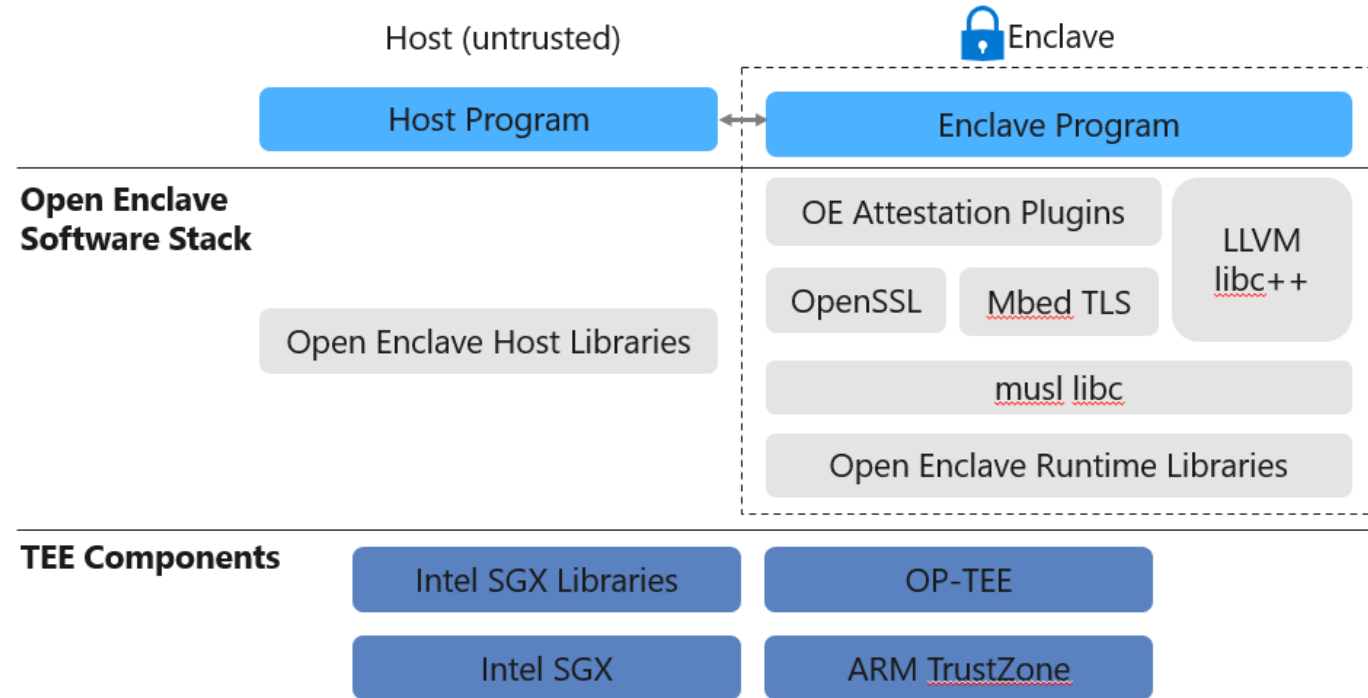 Host (untrusted)
Enclave
Host Program
Enclave Program
Open Enclave
Software Stack
OE Attestation Plugins
LLVM
libc++
OpenSSL
Mbed TLS
Open Enclave Host Libraries
musl libc
Open Enclave Runtime Libraries
TEE Components
Intel SGX Libraries
OP-TEE
Intel SGX
ARM TrustZone